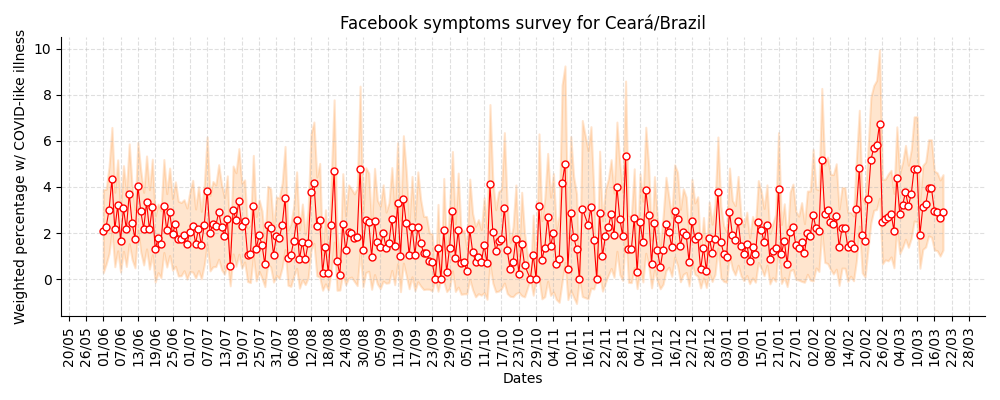 Facebook symptoms survey for Ceará/Brazil
Weighted percentage w/ COVID-like illness
10
8
6
4
2
0
20/05 26/05 01/06 07/06 13/06 19/06 25/06 01/07 07/07 13/07 19/07 25/07 31/07 06/08 12/08 18/08 24/08 30/08 05/09 11/09 17/09 23/09 29/09 05/10 11/10 17/10 23/10 29/10 04/11 10/11 16/11 22/11 28/11 04/12 10/12 16/12 22/12 28/12 03/01 09/01 15/01 21/01 27/01 02/02 08/02 14/02 20/02 26/02 04/03 10/03 16/03 22/03 28/03
Dates